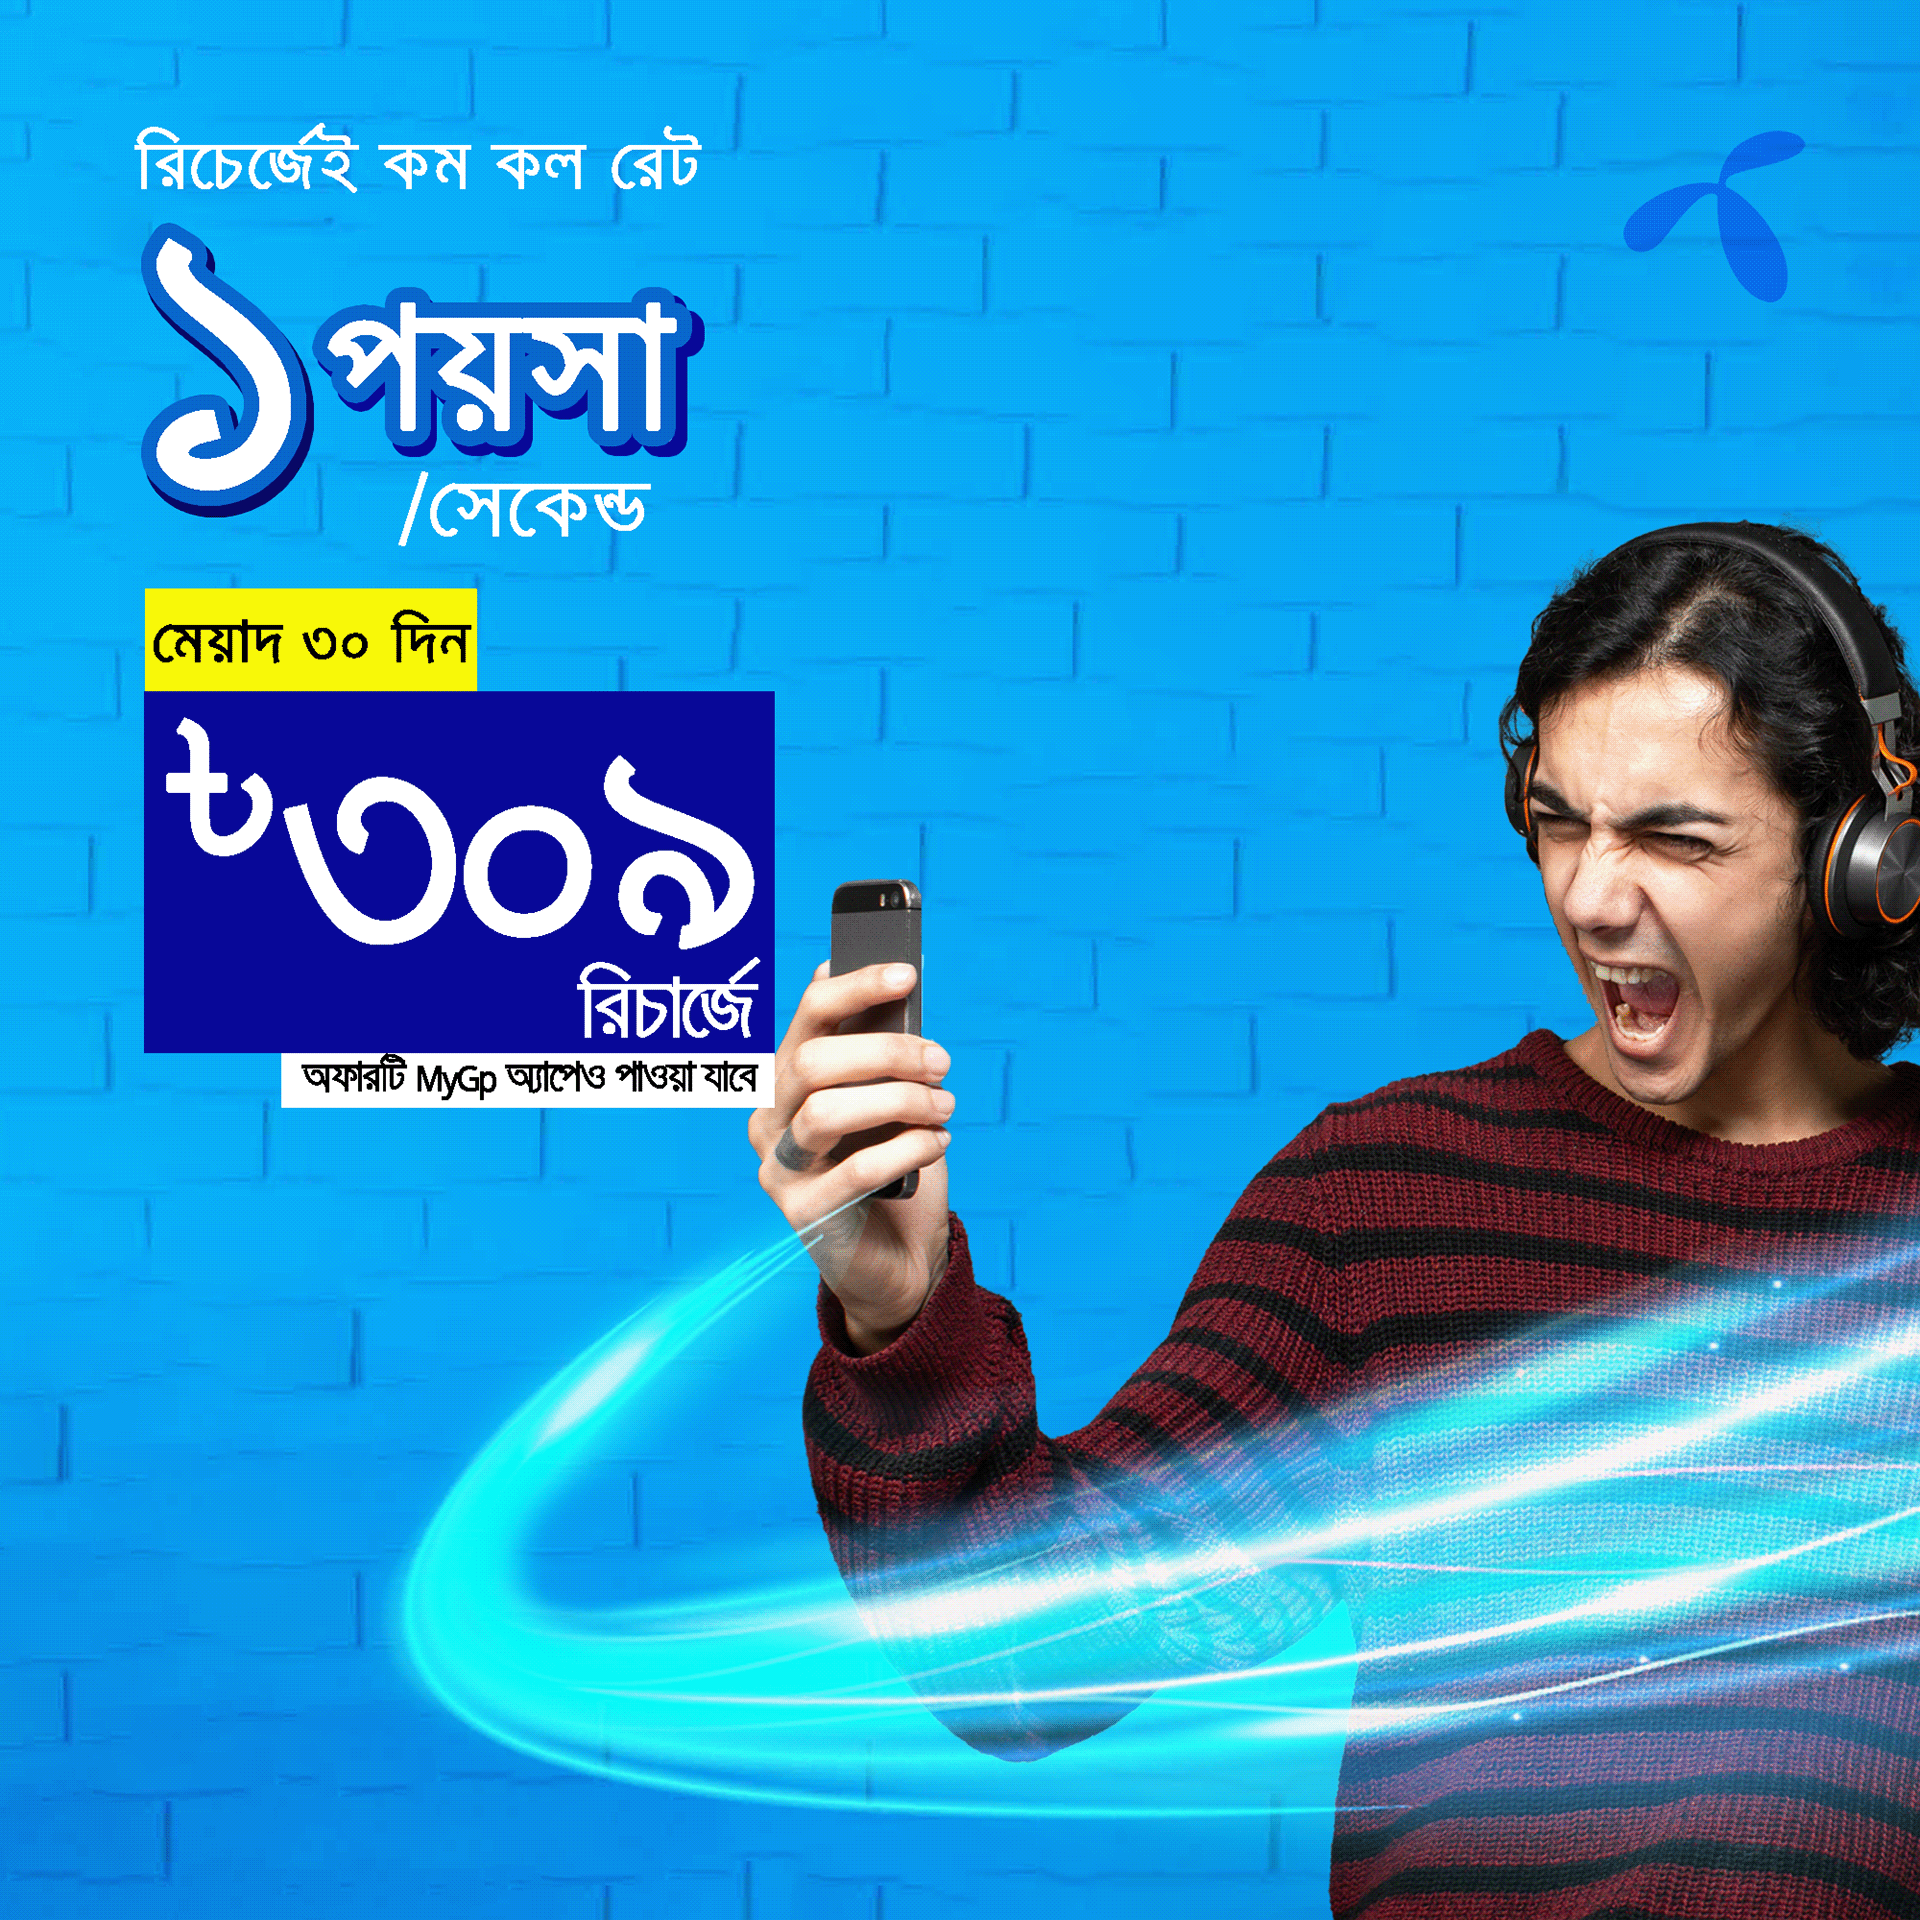 রিচের্জেই কম কল রেট
১ পয়সা
/সেকেন্ড
মেয়াদ ৩০ দিন
৳৩০৯
রিচার্জে
অফারটি MyGp অ্যাপেও পাওয়া যাবে